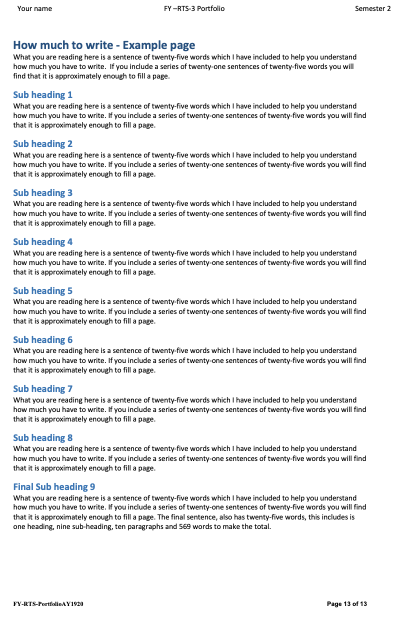 Your name FY –RTS-3 Portfolio Semester 2
How much to write - Example page
What you are reading here is a sentence of twenty-five words which I have included to help you understand
how much you have to write.  If you include a series of twenty-one sentences of twenty-five words you will
find that it is approximately enough to fill a page.
Sub heading 1
What you are reading here is a sentence of twenty-five words which I have included to help you understand
how much you have to write. If you include a series of twenty-one sentences of twenty-five words you will find
that it is approximately enough to fill a page.
Sub heading 2
What you are reading here is a sentence of twenty-five words which I have included to help you understand
how much you have to write. If you include a series of twenty-one sentences of twenty-five words you will find
that it is approximately enough to fill a page.
Sub heading 3
What you are reading here is a sentence of twenty-five words which I have included to help you understand
how much you have to write. If you include a series of twenty-one sentences of twenty-five words you will find
that it is approximately enough to fill a page.
Sub heading 4
What you are reading here is a sentence of twenty-five words which I have included to help you understand
how much you have to write. If you include a series of twenty-one sentences of twenty-five words you will find
that it is approximately enough to fill a page.
Sub heading 5
What you are reading here is a sentence of twenty-five words which I have included to help you understand
how much you have to write. If you include a series of twenty-one sentences of twenty-five words you will find
that it is approximately enough to fill a page.
Sub heading 6
What you are reading here is a sentence of twenty-five words which I have included to help you understand
how much you have to write. If you include a series of twenty-one sentences of twenty-five words you will find
that it is approximately enough to fill a page.
Sub heading 7
What you are reading here is a sentence of twenty-five words which I have included to help you understand
how much you have to write. If you include a series of twenty-one sentences of twenty-five words you will find
that it is approximately enough to fill a page.
Sub heading 8
What you are reading here is a sentence of twenty-five words which I have included to help you understand
how much you have to write. If you include a series of twenty-one sentences of twenty-five words you will find
that it is approximately enough to fill a page.
Final Sub heading 9
What you are reading here is a sentence of twenty-five words which I have included to help you understand
how much you have to write. If you include a series of twenty-one sentences of twenty-five words you will find
that it is approximately enough to fill a page. The final sentence, also has twenty-five words, this includes is
one heading, nine sub-heading, ten paragraphs and 569 words to make the total.
FY-RTS-PortfolioAY1920 Page 13 of 13